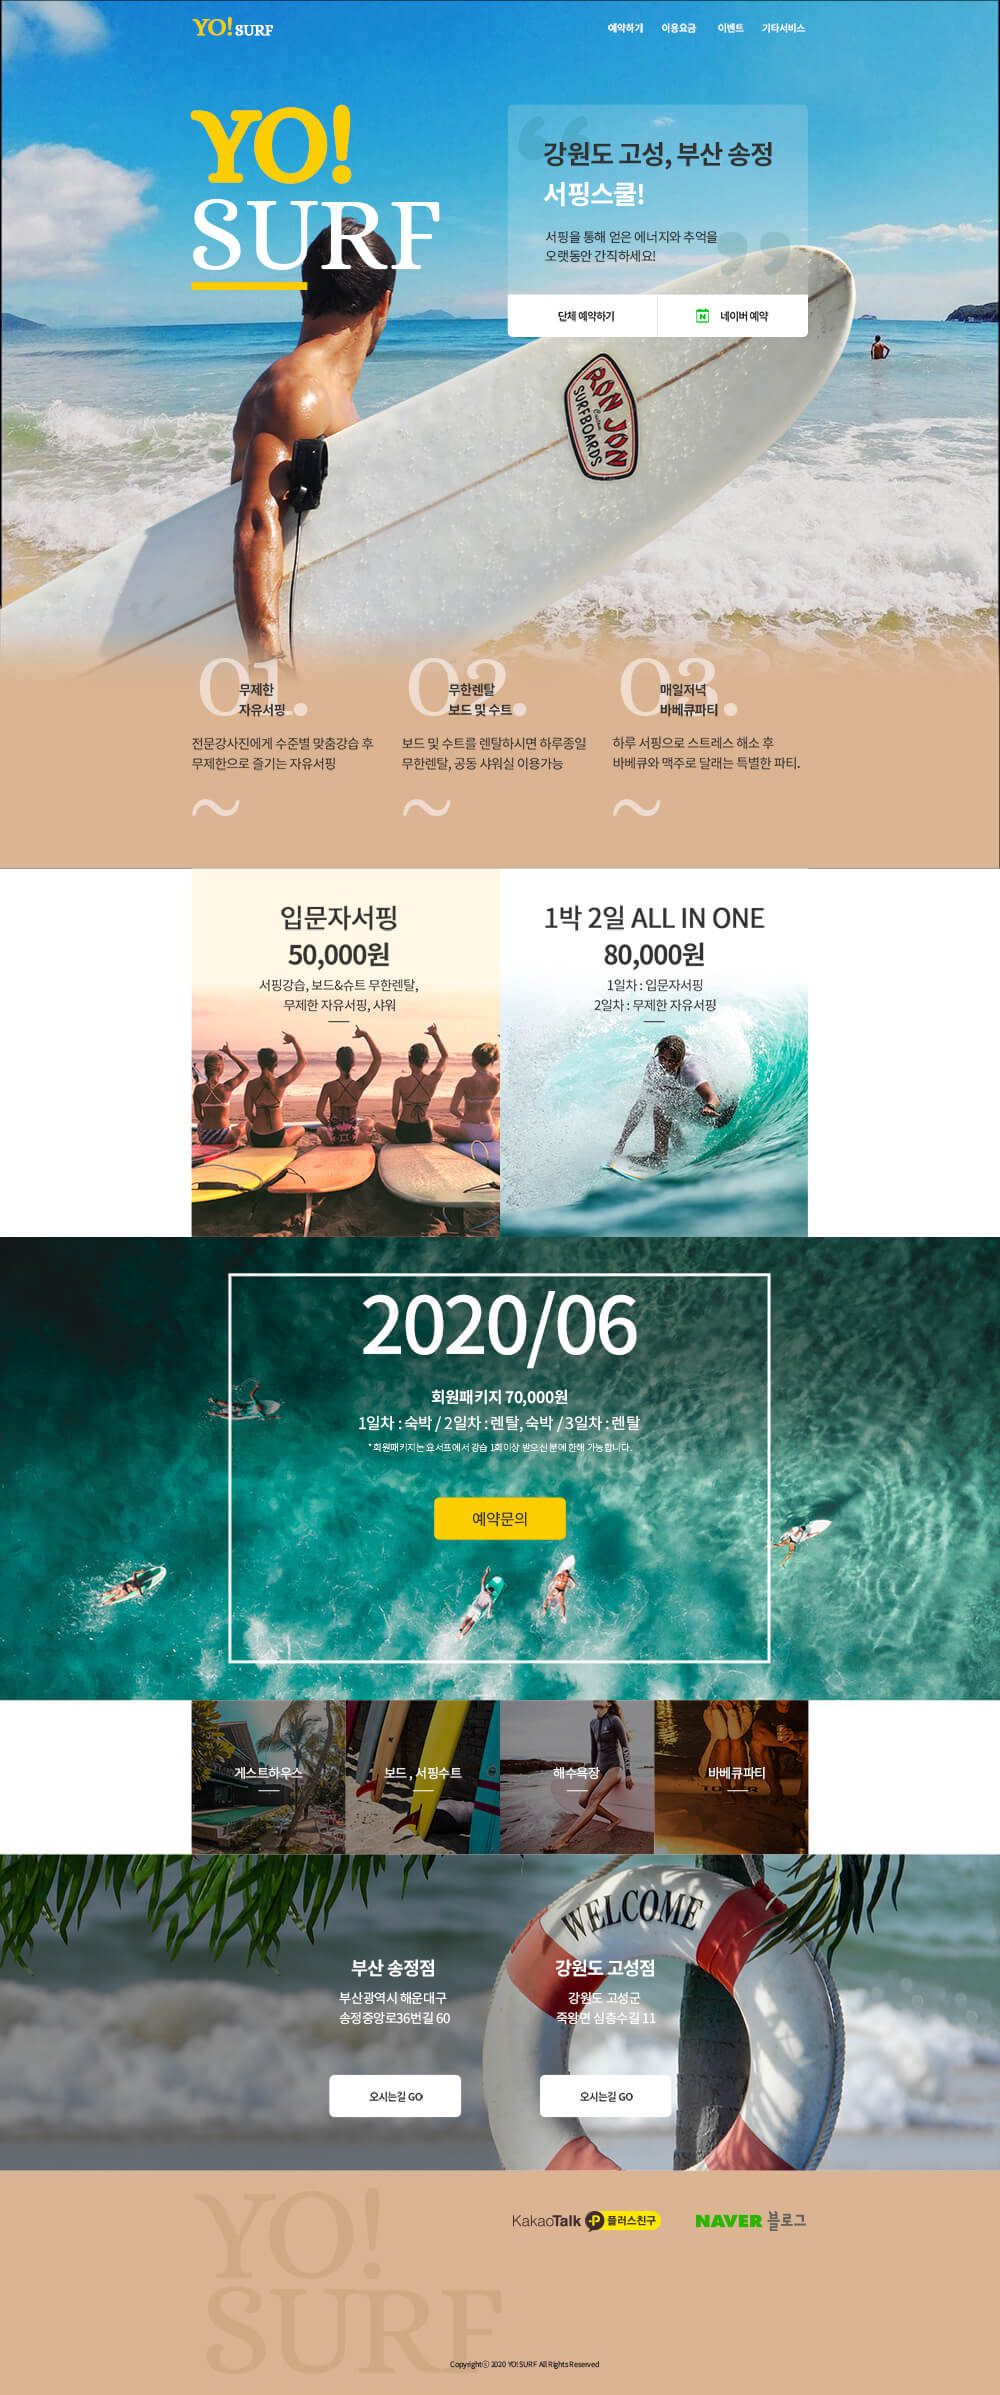 YO! SURF
예약하기 이용요금 이벤트 기타서비스
YO!
SURF
“
강원도 고성, 부산 송정
서핑스쿨!
서핑을 통해 얻은 에너지와 추억을
오랫동안 간직하세요!
”
단체 예약하기
N 네이버 예약
RON JON
Custom
SURFBOARDS
01.
무제한
자유서핑
전문강사진에게 수준별 맞춤강습 후
무제한으로 즐기는 자유서핑
~
02.
무한렌탈
보드 및 수트
보드 및 수트를 렌탈하시면 하루종일
무한렌탈, 공동 샤워실 이용가능
~
03.
매일저녁
바베큐파티
하루 서핑으로 스트레스 해소 후
바베큐와 맥주로 달래는 특별한 파티.
~
입문자서핑
50,000원
서핑강습, 보드&슈트 무한렌탈,
무제한 자유서핑, 샤워
1박 2일 ALL IN ONE
80,000원
1일차 : 입문자서핑
2일차 : 무제한 자유서핑
2020/06
회원패키지 70,000원
1일차 : 숙박 / 2일차 : 렌탈, 숙박 / 3일차 : 렌탈
* 회원패키지는 요서프에서 강습 1회이상 받으신 분에 한해 가능합니다.
예약문의
게스트하우스
보드 , 서핑수트
해수욕장
바베큐파티
WELCOME
부산 송정점
부산광역시 해운대구
송정중앙로36번길 60
오시는길 GO
강원도 고성점
강원도 고성군
죽왕면 심층수길 11
오시는길 GO
YO!
SURF
KakaoTalk P 플러스친구
NAVER 블로그
Copyright ⓒ 2020 YO! SURF All Rights Reserved